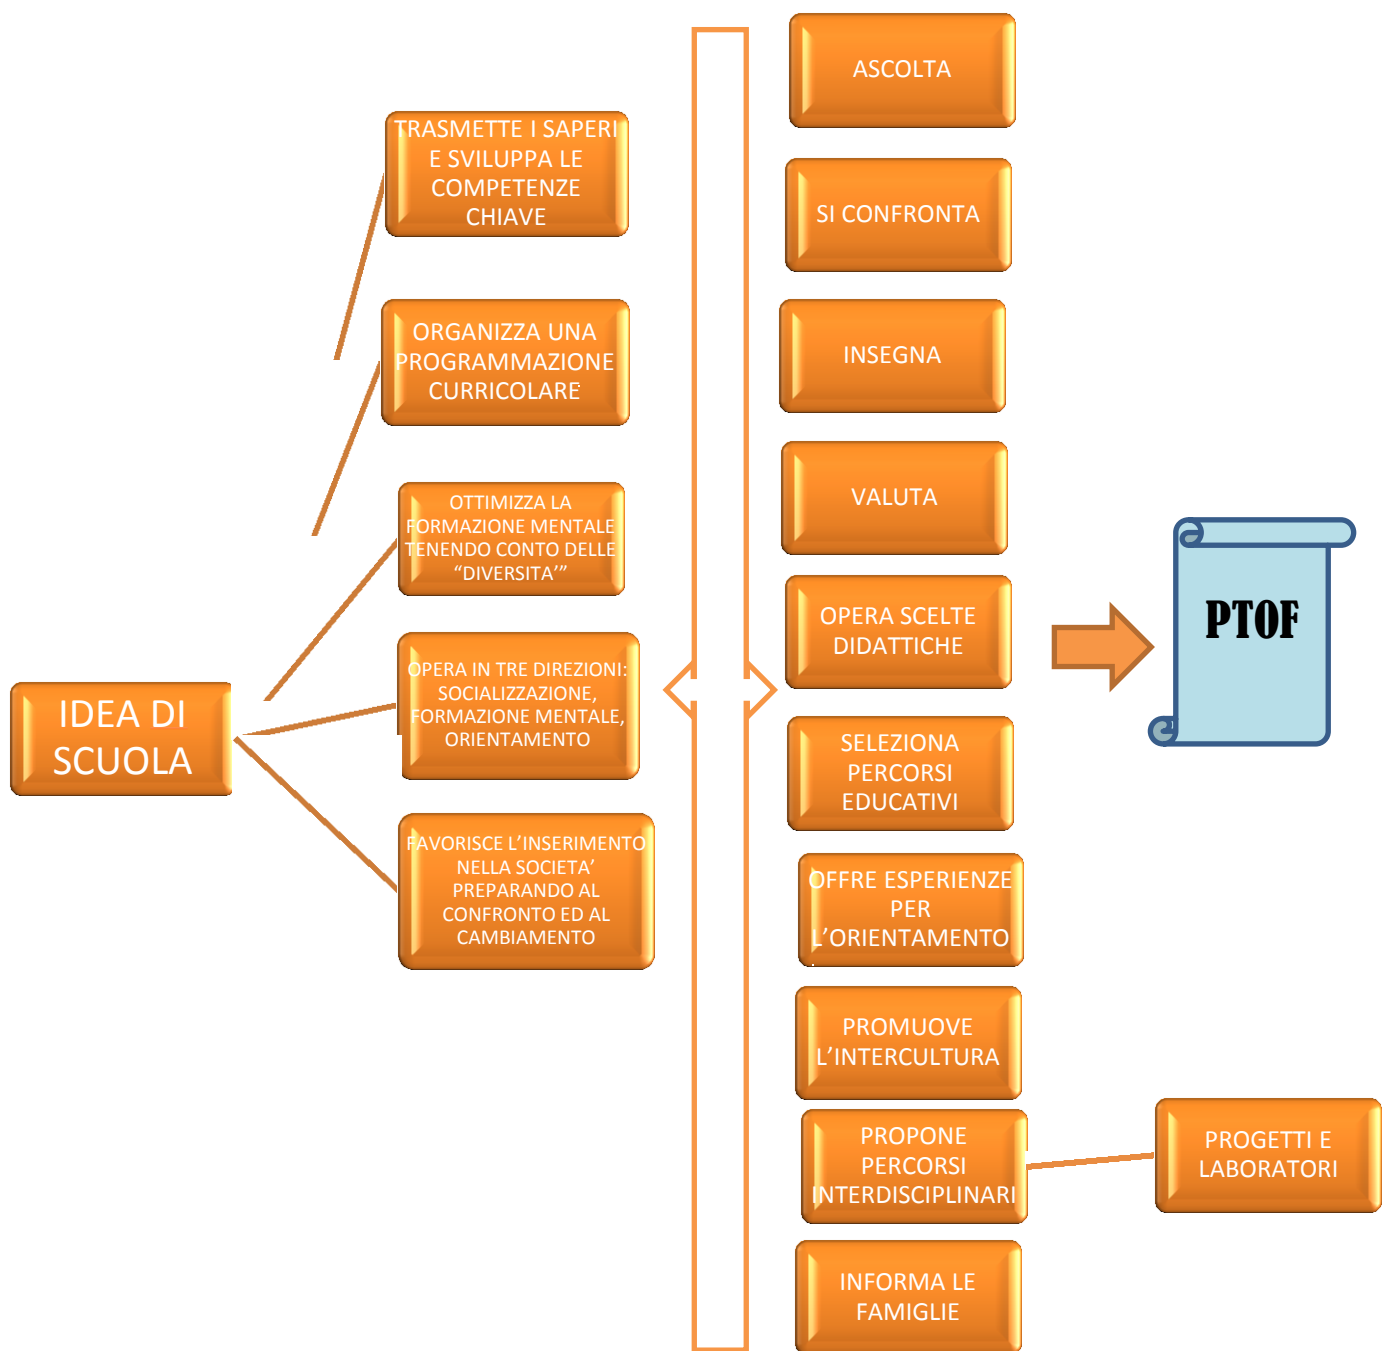 IDEA DI
SCUOLA
TRASMETTE I SAPERI
E SVILUPPA LE
COMPETENZE
CHIAVE
ORGANIZZA UNA
PROGRAMMAZIONE
CURRICOLARE
OTTIMIZZA LA
FORMAZIONE MENTALE
TENENDO CONTO DELLE
“DIVERSITA’”
OPERA IN TRE DIREZIONI:
SOCIALIZZAZIONE,
FORMAZIONE MENTALE,
ORIENTAMENTO
FAVORISCE L’INSERIMENTO
NELLA SOCIETA’
PREPARANDO AL
CONFRONTO ED AL
CAMBIAMENTO
ASCOLTA
SI CONFRONTA
INSEGNA
VALUTA
OPERA SCELTE
DIDATTICHE
SELEZIONA
PERCORSI
EDUCATIVI
OFFRE ESPERIENZE
PER
L’ORIENTAMENTO
.
PROMUOVE
L’INTERCULTURA
PROPONE
PERCORSI
INTERDISCIPLINARI
INFORMA LE
FAMIGLIE
PROGETTI E
LABORATORI
PTOF